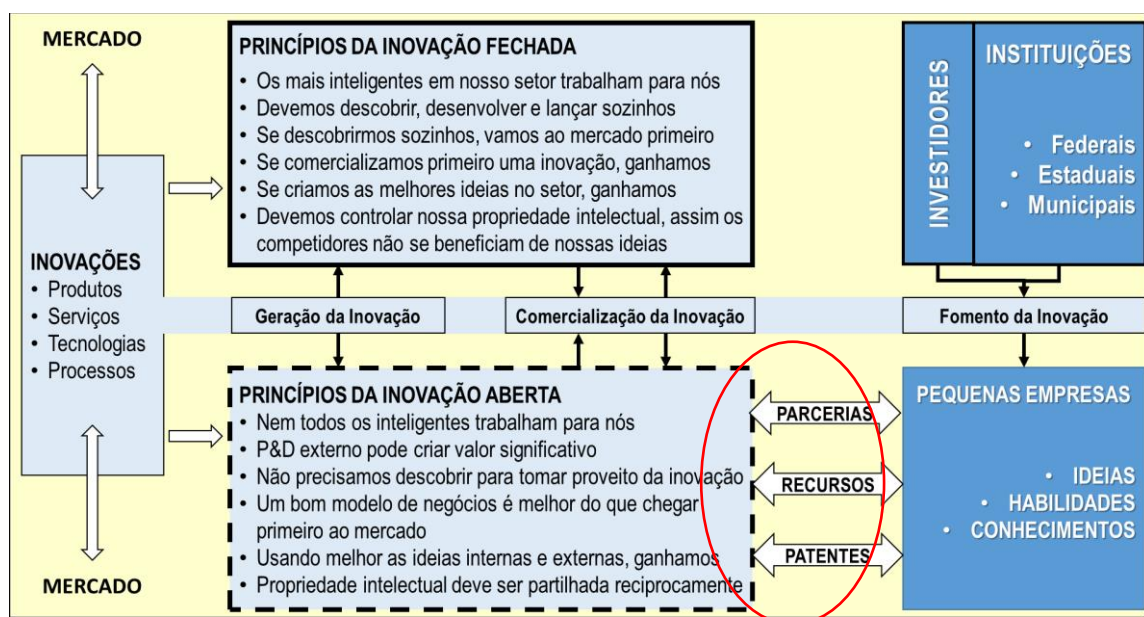 MERCADO
INOVAÇÕES
• Produtos
• Serviços
• Tecnologias
• Processos
MERCADO
PRINCÍPIOS DA INOVAÇÃO FECHADA
• Os mais inteligentes em nosso setor trabalham para nós
• Devemos descobrir, desenvolver e lançar sozinhos
• Se descobrirmos sozinhos, vamos ao mercado primeiro
• Se comercializamos primeiro uma inovação, ganhamos
• Se criamos as melhores ideias no setor, ganhamos
• Devemos controlar nossa propriedade intelectual, assim os
competidores não se beneficiam de nossas ideias
INVESTIDORES
INSTITUIÇÕES
• Federais
• Estaduais
• Municipais
Geração da Inovação
Comercialização da Inovação
Fomento da Inovação
PRINCÍPIOS DA INOVAÇÃO ABERTA
• Nem todos os inteligentes trabalham para nós
• P&D externo pode criar valor significativo
• Não precisamos descobrir para tomar proveito da inovação
• Um bom modelo de negócios é melhor do que chegar
primeiro ao mercado
• Usando melhor as ideias internas e externas, ganhamos
• Propriedade intelectual deve ser partilhada reciprocamente
PARCERIAS
RECURSOS
PATENTES
PEQUENAS EMPRESAS
• IDEIAS
• HABILIDADES
• CONHECIMENTOS